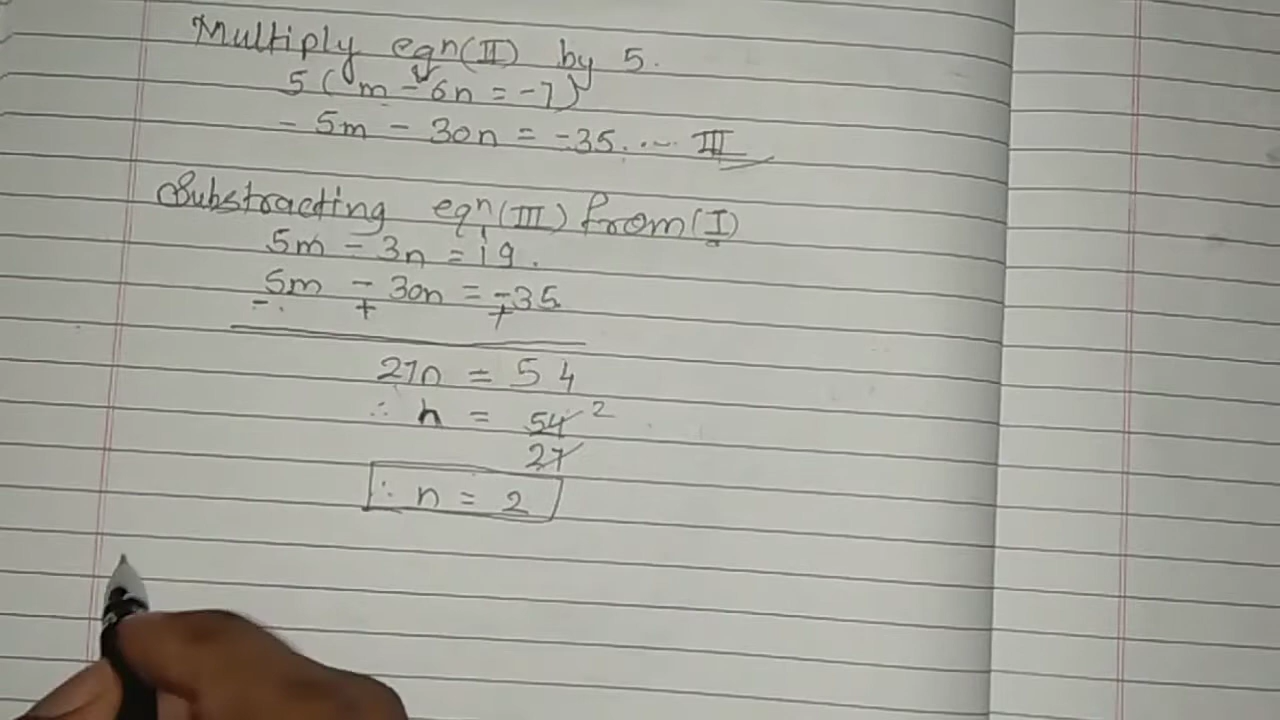 Multiply eqn(II) by 5.
5( m - 6n = -7)
- 5m - 30n = -35. ... III
Substracting eqn(III) from (I)
5m - 3n = 19.
5m - 30n = -35
- + +
27n = 54
∴ n = 54 2
27
∴ n = 2